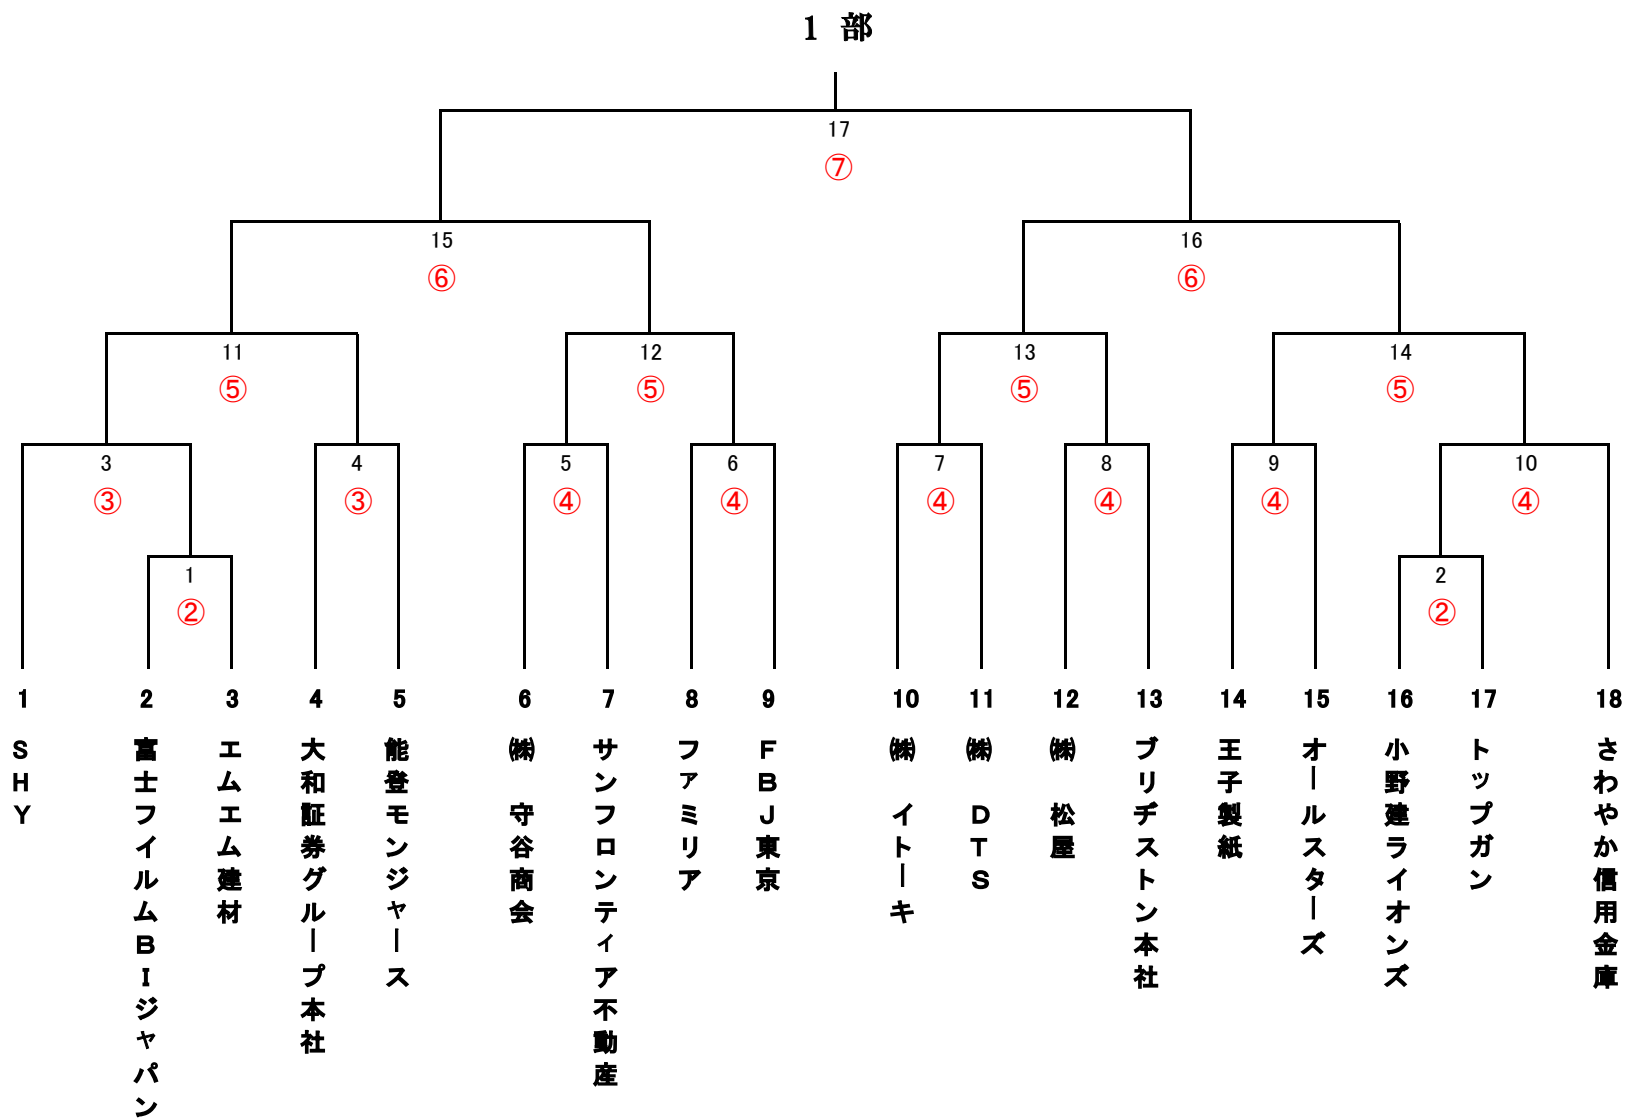 1 部
17
⑦
15
16
⑥
⑥
11
12
13
14
⑤
⑤
⑤
⑤
3
4
5
6
7
8
9
10
③
③
④
④
④
④
④
④
1
2
②
②
1
2
3
4
5
6
7
8
9
10
11
12
13
14
15
16
17
18
SHY
富士フイルムBIジャパン
エムエム建材
大和証券グループ本社
能登モンジャース
㈱ 守谷商会
サンフロンティア不動産
ファミリア
FBJ東京
㈱ イトーキ
㈱ DTS
㈱ 松屋
ブリヂストン本社
王子製紙
オールスターズ
小野建ライオンズ
トップガン
さわやか信用金庫